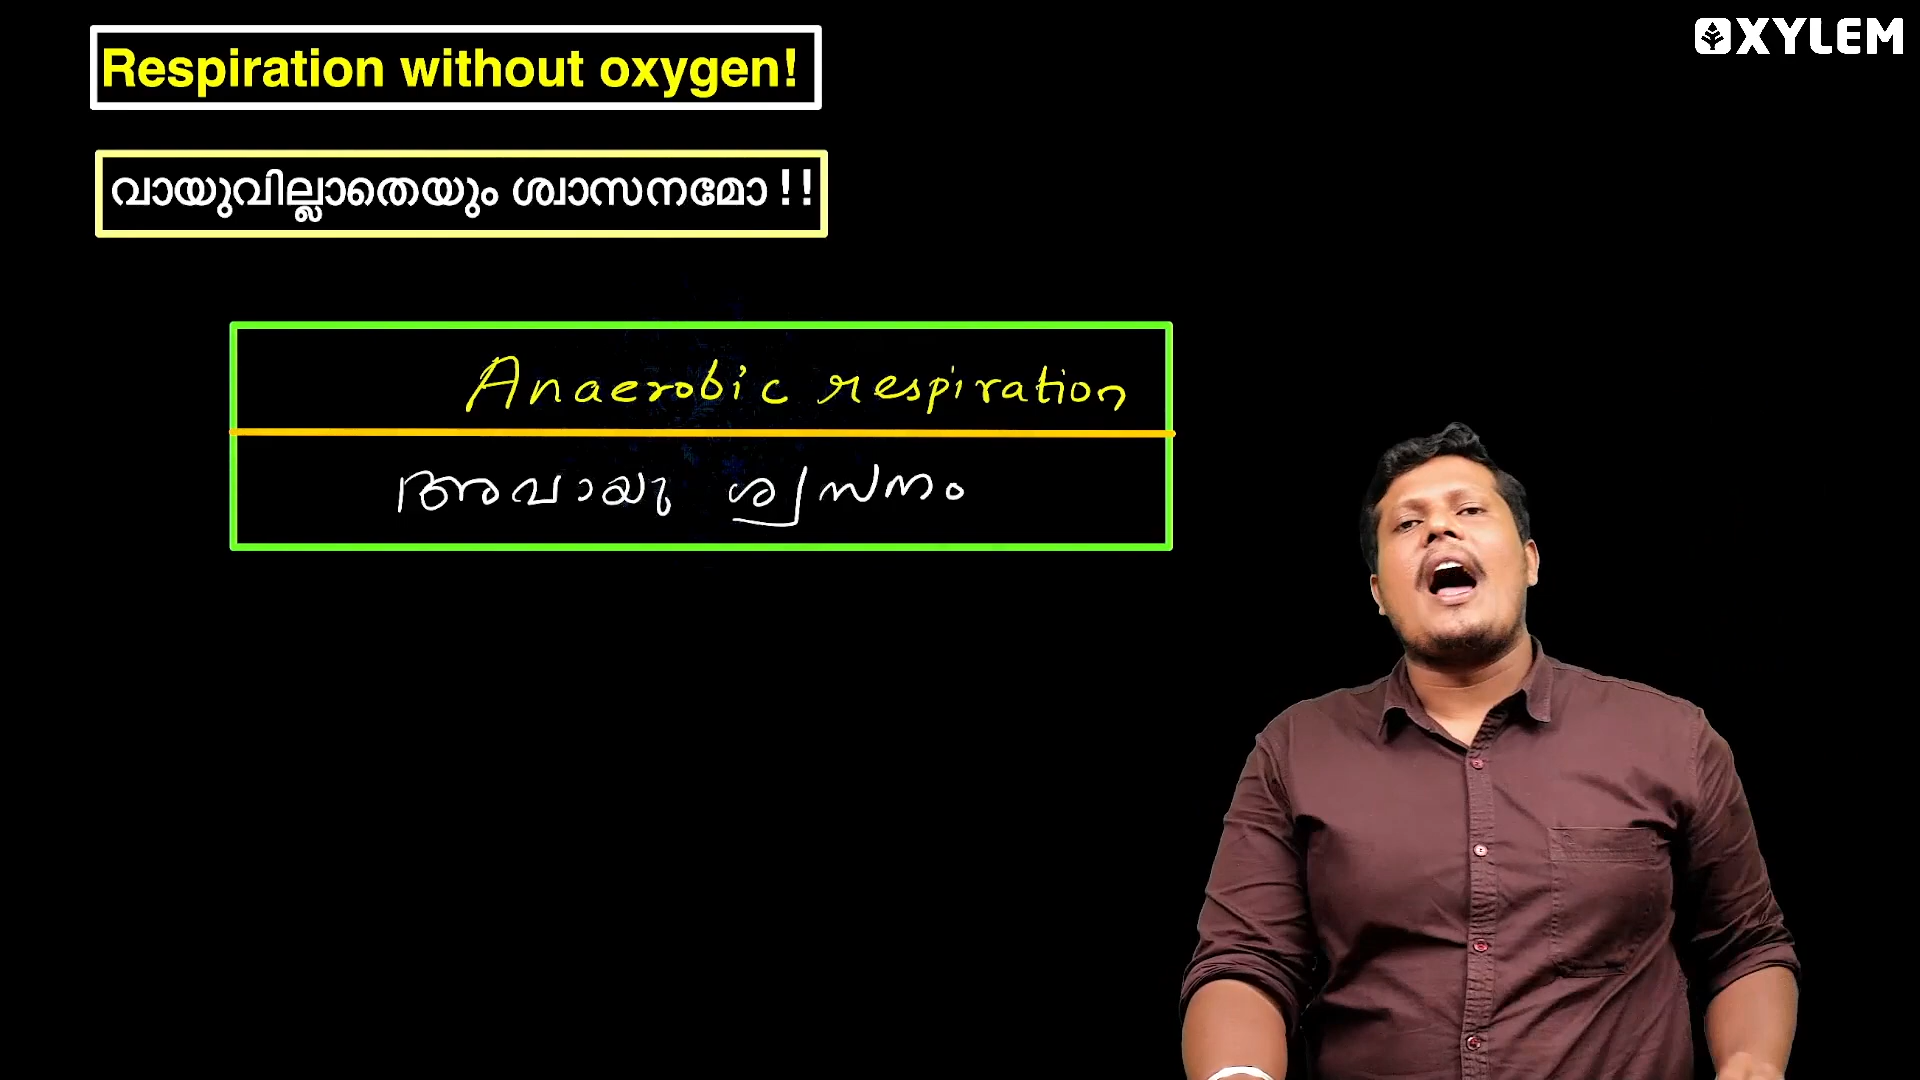 Respiration without oxygen!
OXYLEM
വായുവില്ലാതെയും ശ്വാസനമോ !!
Anaerobic respiration
അവായു ശ്വസനം